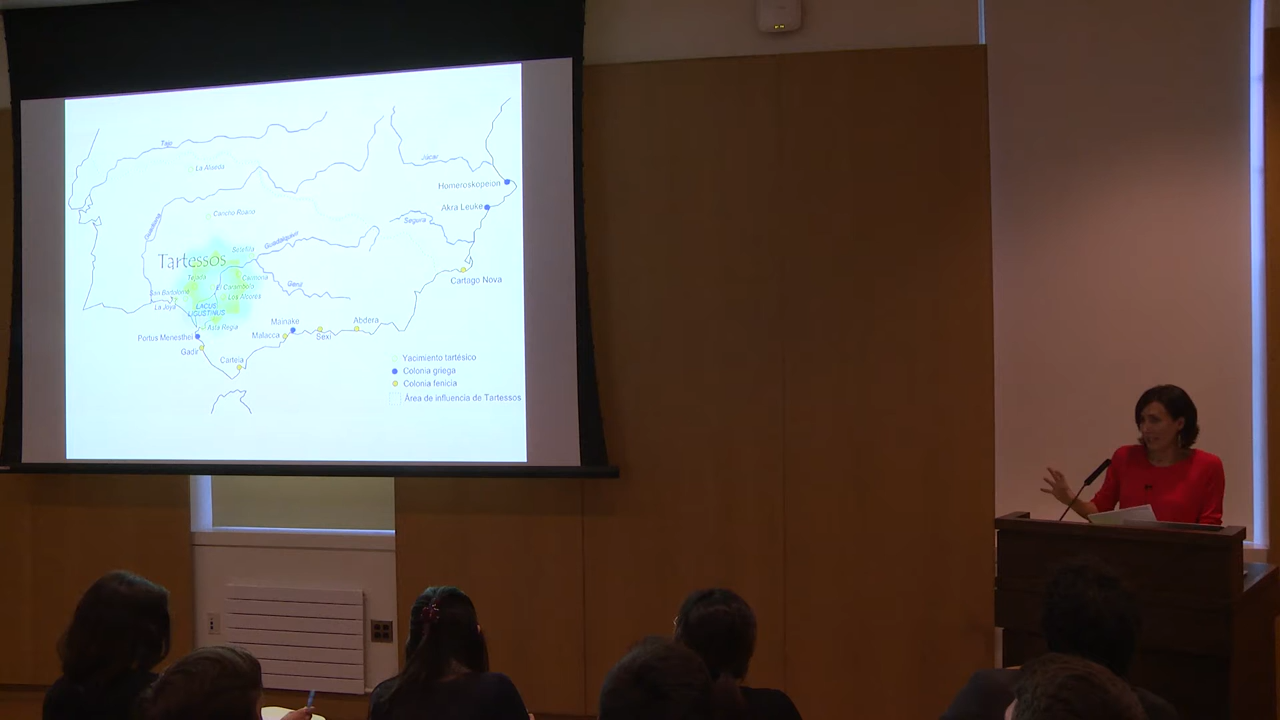 Tajo
La Aliseda
Júcar
Homeroskopeion
Akra Leuké
Cancho Roano
Segura
Guadiana
Guadalquivir
Setefilla
Tartessos
Tejada
Carmona
El Carambolo
Genil
Cartago Nova
San Bartolomé
Los Alcores
La Joya
LACUS
LIGUSTINUS
Asta Regia
Mainake
Abdera
Portus Menesthei
Malacca
Sexi
Gadir
Carteia
Yacimiento tartésico
Colonia griega
Colonia fenicia
Área de influencia de Tartessos